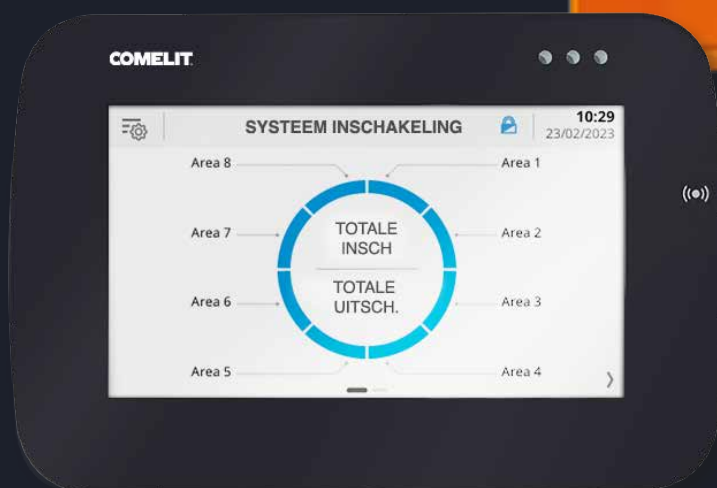 COMELIT
SYSTEEM INSCHAKELING
10:29
23/02/2023
Area 8
Area 1
Area 7
TOTALE
INSCH
Area 2
Area 6
TOTALE
UITSCH.
Area 3
Area 5
Area 4